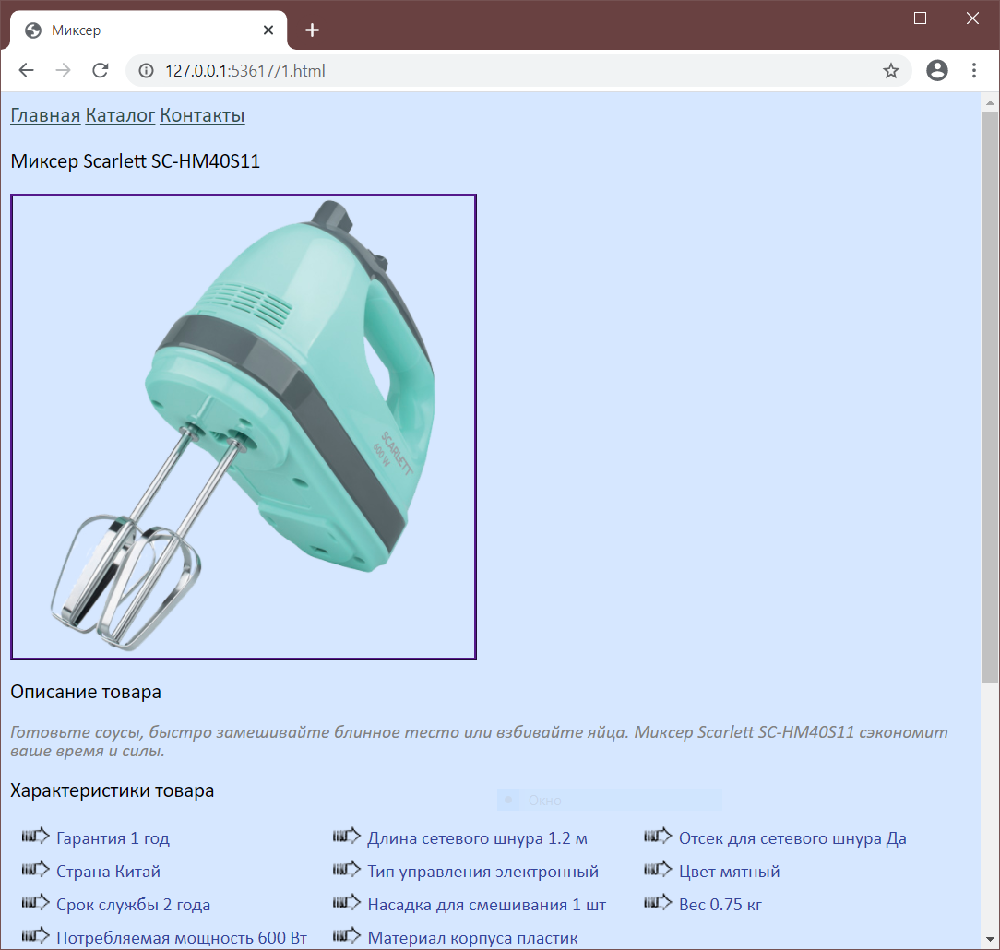 Миксер
127.0.0.1:53617/1.html
Главная Каталог Контакты
Миксер Scarlett SC-HM40S11
SCARLETT
600 W
Описание товара
Готовьте соусы, быстро замешивайте блинное тесто или взбивайте яйца. Миксер Scarlett SC-HM40S11 сэкономит
ваше время и силы.
Характеристики товара
Окно
Гарантия 1 год
Страна Китай
Срок службы 2 года
Потребляемая мощность 600 Вт
Длина сетевого шнура 1.2 м
Тип управления электронный
Насадка для смешивания 1 шт
Материал корпуса пластик
Отсек для сетевого шнура Да
Цвет мятный
Вес 0.75 кг